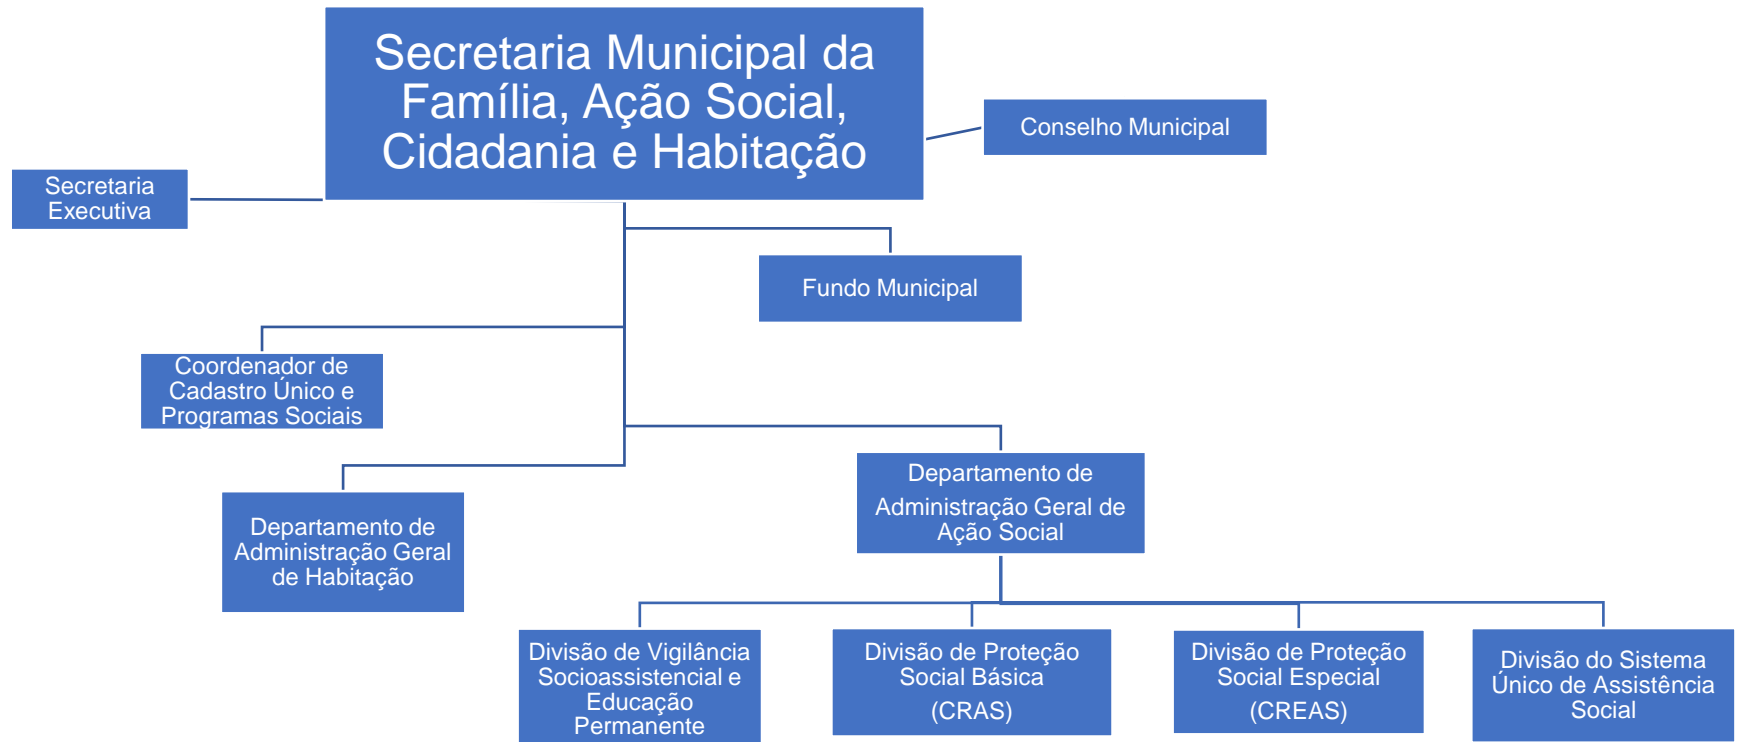 Secretaria Municipal da
Família, Ação Social,
Cidadania e Habitação
Conselho Municipal
Secretaria
Executiva
Fundo Municipal
Coordenador de
Cadastro Único e
Programas Sociais
Departamento de
Administração Geral de
Ação Social
Departamento de
Administração Geral
de Habitação
Divisão de Vigilância
Socioassistencial e
Educação
Permanente
Divisão de Proteção
Social Básica
(CRAS)
Divisão de Proteção
Social Especial
(CREAS)
Divisão do Sistema
Único de Assistência
Social